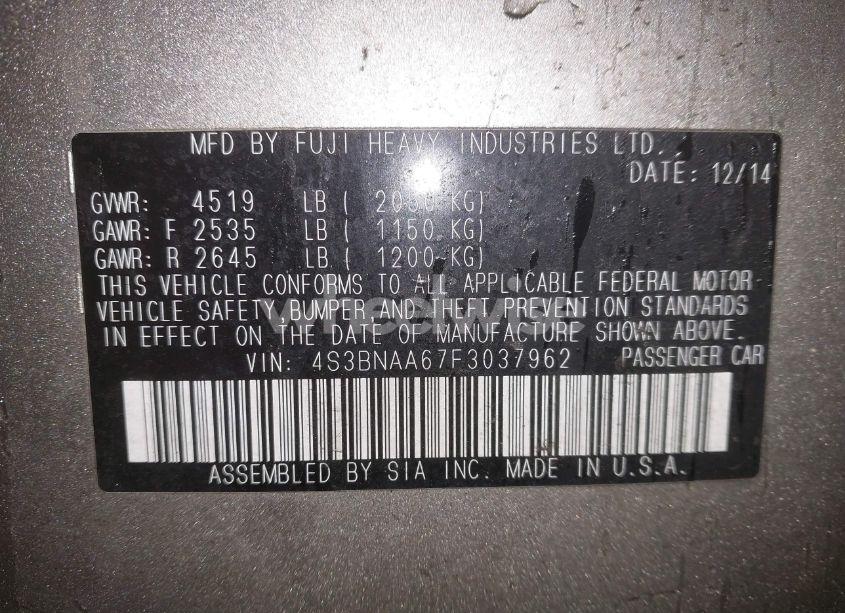 MFD BY FUJI HEAVY INDUSTRIES LTD.
DATE: 12/14
GVWR: 4519 LB ( 2050 KG)
GAWR: F 2535 LB ( 1150 KG)
GAWR: R 2645 LB ( 1200 KG)
THIS VEHICLE CONFORMS TO ALL APPLICABLE FEDERAL MOTOR
VEHICLE SAFETY,BUMPER,AND THEFT PREVENTION STANDARDS
wheelwise
IN EFFECT ON THE DATE OF MANUFACTURE SHOWN ABOVE.
VIN: 4S3BNAA67F3037962 PASSENGER CAR
ASSEMBLED BY SIA INC. MADE IN U.S.A.